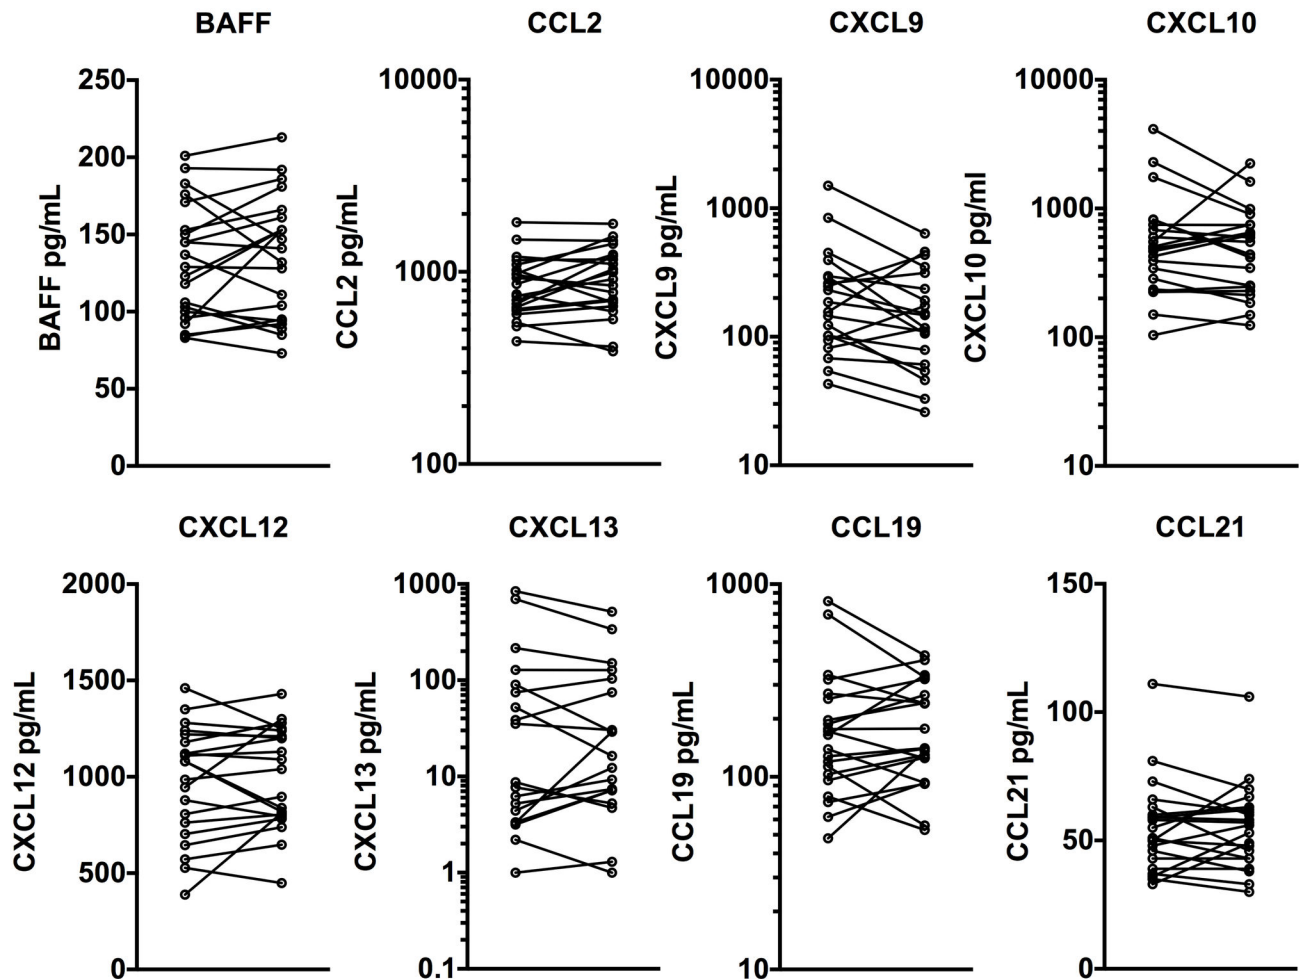 BAFF
CCL2
CXCL9
CXCL10
BAFF pg/mL
250
200
150
100
50
0
CCL2 pg/mL
10000
1000
100
CXCL9 pg/mL
10000
1000
100
10
CXCL10 pg/ml
10000
1000
100
10
CXCL12
CXCL13
CCL19
CCL21
CXCL12 pg/mL
2000
1500
1000
500
0
CXCL13 pg/mL
1000
100
10
1
0.1
CCL19 pg/mL
1000
100
10
CCL21 pg/mL
150
100
50
0